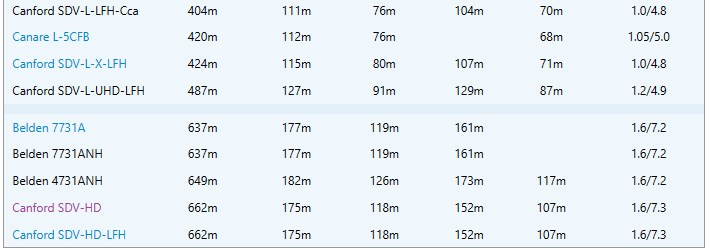 Canford SDV-L-LFH-Cca 404m 111m 76m 104m 70m 1.0/4.8
Canare L-5CFB 420m 112m 76m 68m 1.05/5.0
Canford SDV-L-X-LFH 424m 115m 80m 107m 71m 1.0/4.8
Canford SDV-L-UHD-LFH 487m 127m 91m 129m 87m 1.2/4.9
Belden 7731A 637m 177m 119m 161m 1.6/7.2
Belden 7731ANH 637m 177m 119m 161m 1.6/7.2
Belden 4731ANH 649m 182m 126m 173m 117m 1.6/7.2
Canford SDV-HD 662m 175m 118m 152m 107m 1.6/7.3
Canford SDV-HD-LFH 662m 175m 118m 152m 107m 1.6/7.3